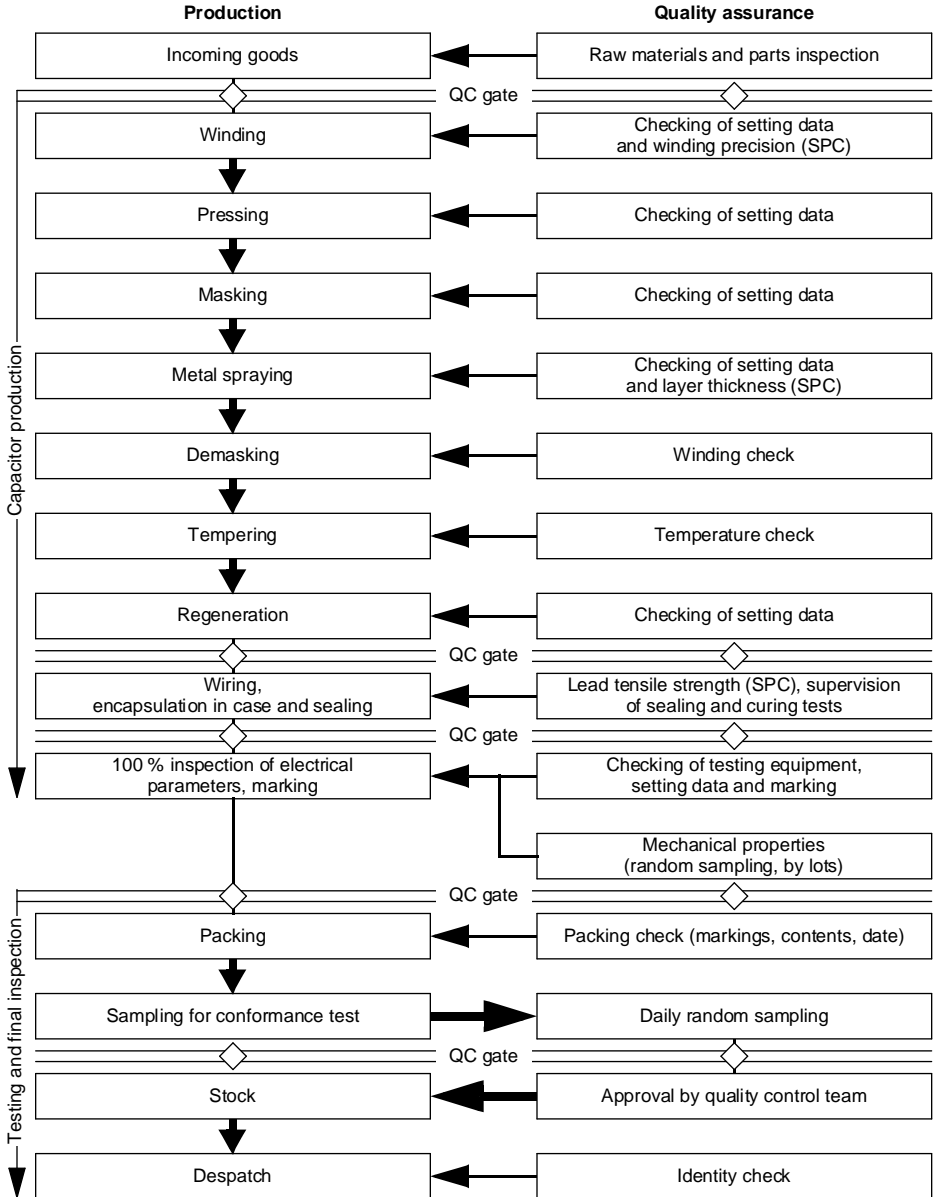 Production
Quality assurance
Incoming goods
Raw materials and parts inspection
QC gate
Winding
Checking of setting data
and winding precision (SPC)
Pressing
Checking of setting data
Masking
Checking of setting data
Metal spraying
Checking of setting data
and layer thickness (SPC)
Capacitor production
Demasking
Winding check
Tempering
Temperature check
Regeneration
Checking of setting data
QC gate
Wiring,
encapsulation in case and sealing
Lead tensile strength (SPC), supervision
of sealing and curing tests
QC gate
100 % inspection of electrical
parameters, marking
Checking of testing equipment,
setting data and marking
Mechanical properties
(random sampling, by lots)
QC gate
Packing
Packing check (markings, contents, date)
Testing and final inspection
Sampling for conformance test
Daily random sampling
QC gate
Stock
Approval by quality control team
Despatch
Identity check